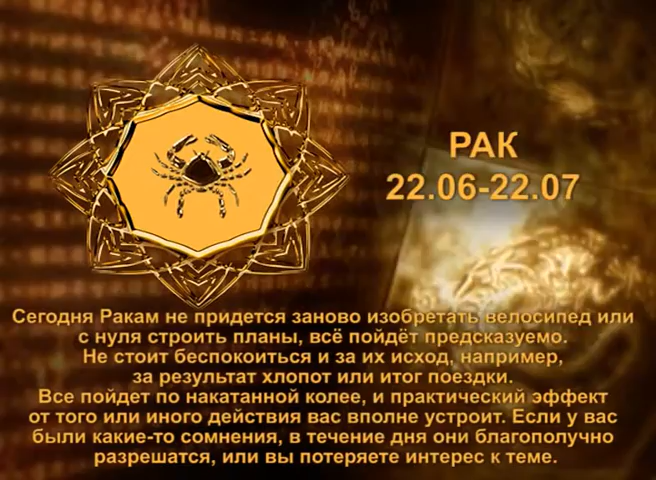 РАК
22.06-22.07
Сегодня Ракам не придется заново изобретать велосипед или
с нуля строить планы, всё пойдёт предсказуемо.
Не стоит беспокоиться и за их исход, например,
за результат хлопот или итог поездки.
Все пойдет по накатанной колее, и практический эффект
от того или иного действия вас вполне устроит. Если у вас
были какие-то сомнения, в течение дня они благополучно
разрешатся, или вы потеряете интерес к теме.